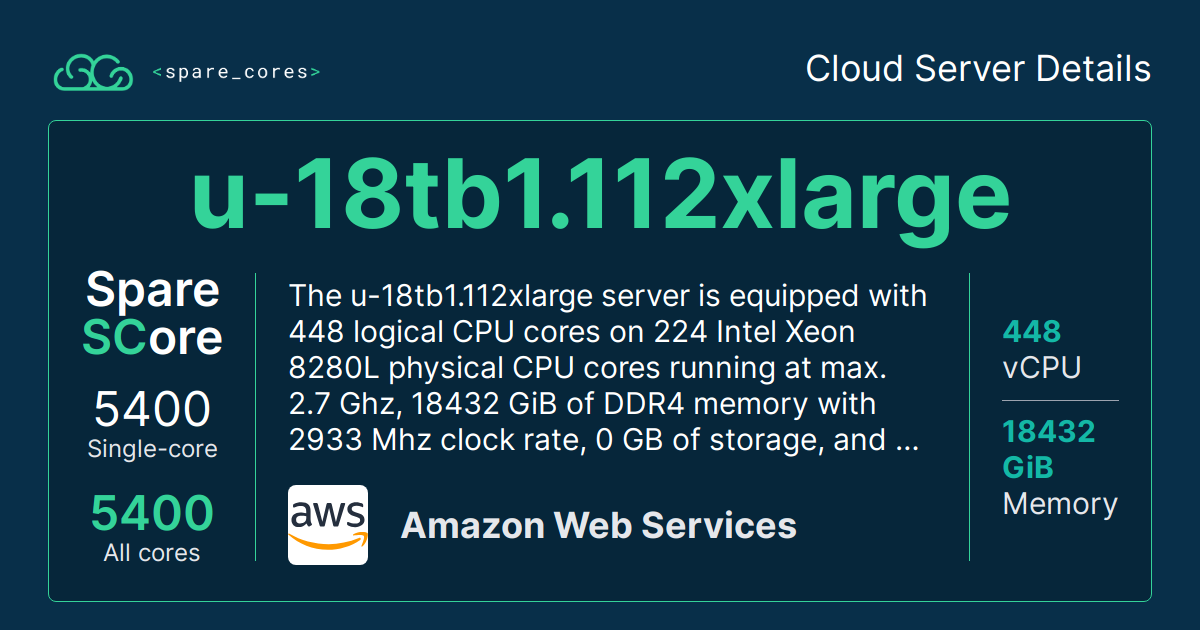 <spare_cores>
Cloud Server Details
u-18tb1.112xlarge
Spare
SCore
5400
Single-core
5400
All cores
The u-18tb1.112xlarge server is equipped with
448 logical CPU cores on 224 Intel Xeon
8280L physical CPU cores running at max.
2.7 Ghz, 18432 GiB of DDR4 memory with
2933 Mhz clock rate, 0 GB of storage, and ...
aws
Amazon Web Services
448
vCPU
18432
GiB
Memory